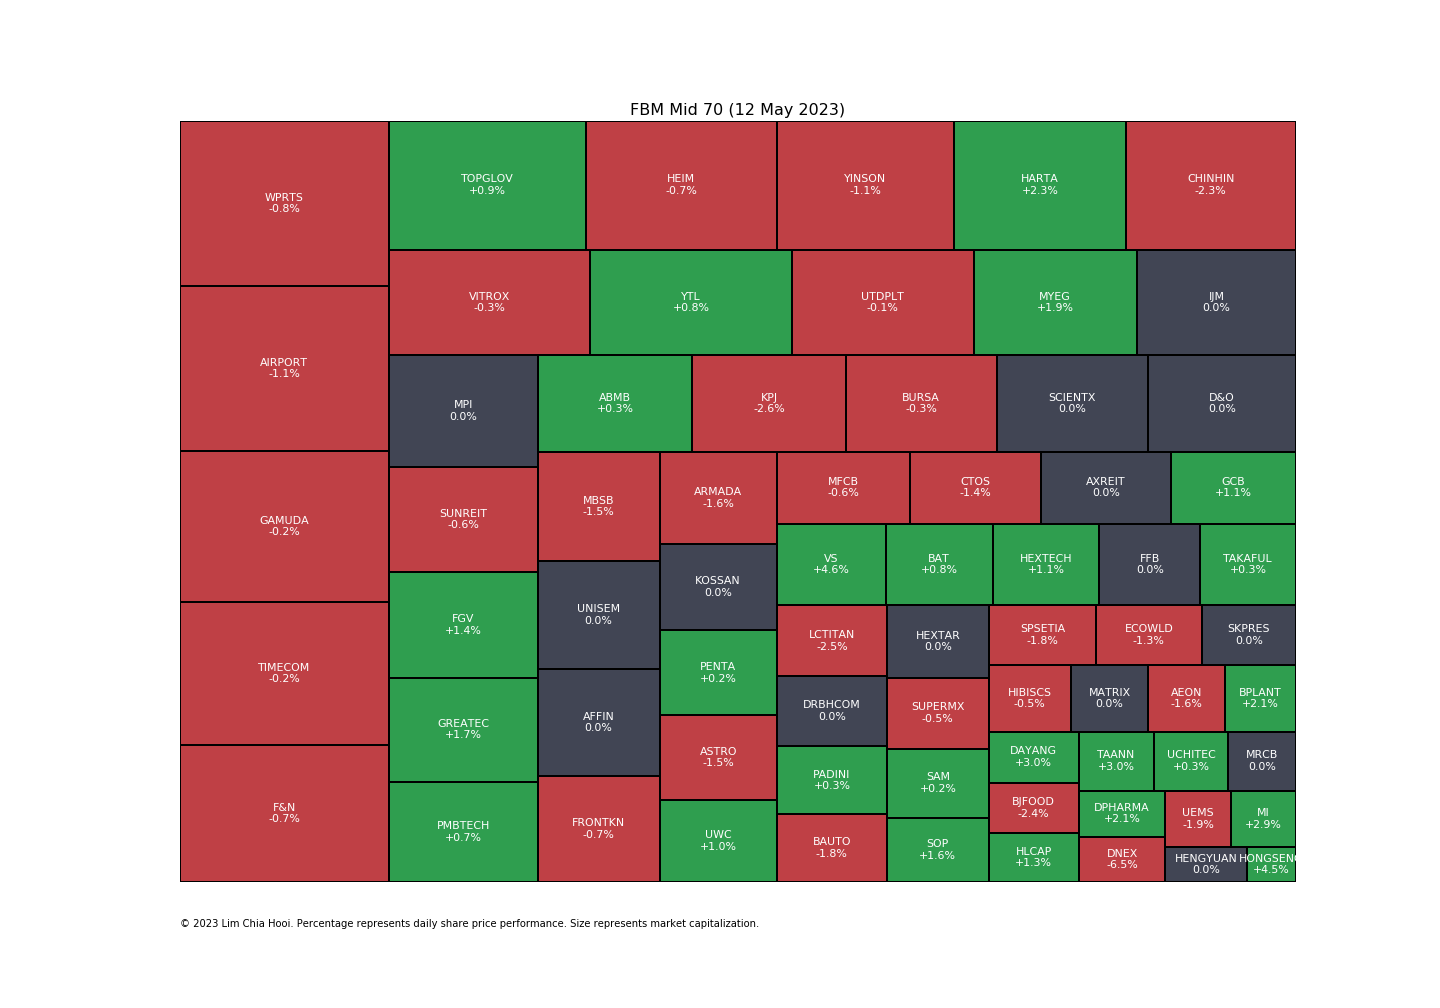 FBM Mid 70 (12 May 2023)
WPRTS
-0.8%
AIRPORT
-1.1%
GAMUDA
-0.2%
TIMECOM
-0.2%
F&N
-0.7%
TOPGLOV
+0.9%
HEIM
-0.7%
YINSON
-1.1%
HARTA
+2.3%
CHINHIN
-2.3%
VITROX
-0.3%
YTL
+0.8%
UTDPLT
-0.1%
MYEG
+1.9%
IJM
0.0%
MPI
0.0%
SUNREIT
-0.6%
FGV
+1.4%
GREATEC
+1.7%
PMBTECH
+0.7%
ABMB
+0.3%
KPJ
-2.6%
BURSA
-0.3%
SCIENTX
0.0%
D&O
0.0%
MBSB
-1.5%
UNISEM
0.0%
AFFIN
0.0%
FRONTKN
-0.7%
ARMADA
-1.6%
KOSSAN
0.0%
PENTA
+0.2%
ASTRO
-1.5%
UWC
+1.0%
MFCB
-0.6%
CTOS
-1.4%
AXREIT
0.0%
GCB
+1.1%
VS
+4.6%
BAT
+0.8%
HEXTECH
+1.1%
FFB
0.0%
TAKAFUL
+0.3%
LCTITAN
-2.5%
DRBHCOM
0.0%
PADINI
+0.3%
BAUTO
-1.8%
HEXTAR
0.0%
SUPERMX
-0.5%
SAM
+0.2%
SOP
+1.6%
SPSETIA
-1.8%
ECOWLD
-1.3%
SKPRES
0.0%
HIBISCS
-0.5%
MATRIX
0.0%
AEON
-1.6%
BPLANT
+2.1%
DAYANG
+3.0%
BJFOOD
-2.4%
HLCAP
+1.3%
TAANN
+3.0%
UCHITEC
+0.3%
MRCB
0.0%
DPHARMA
+2.1%
DNEX
-6.5%
UEMS
-1.9%
MI
+2.9%
HENGYUAN
0.0%
HONGSENG
+4.5%
© 2023 Lim Chia Hooi. Percentage represents daily share price performance. Size represents market capitalization.